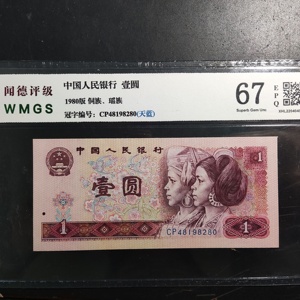 闻德评级
WMGS
中国人民银行 壹圆
1980版 侗族、瑶族
冠字编号：CP48198280(天蓝)
67
EPQ
Superb Gem Unc
中国人民银行
1
壹圆
1
1
CP48198280